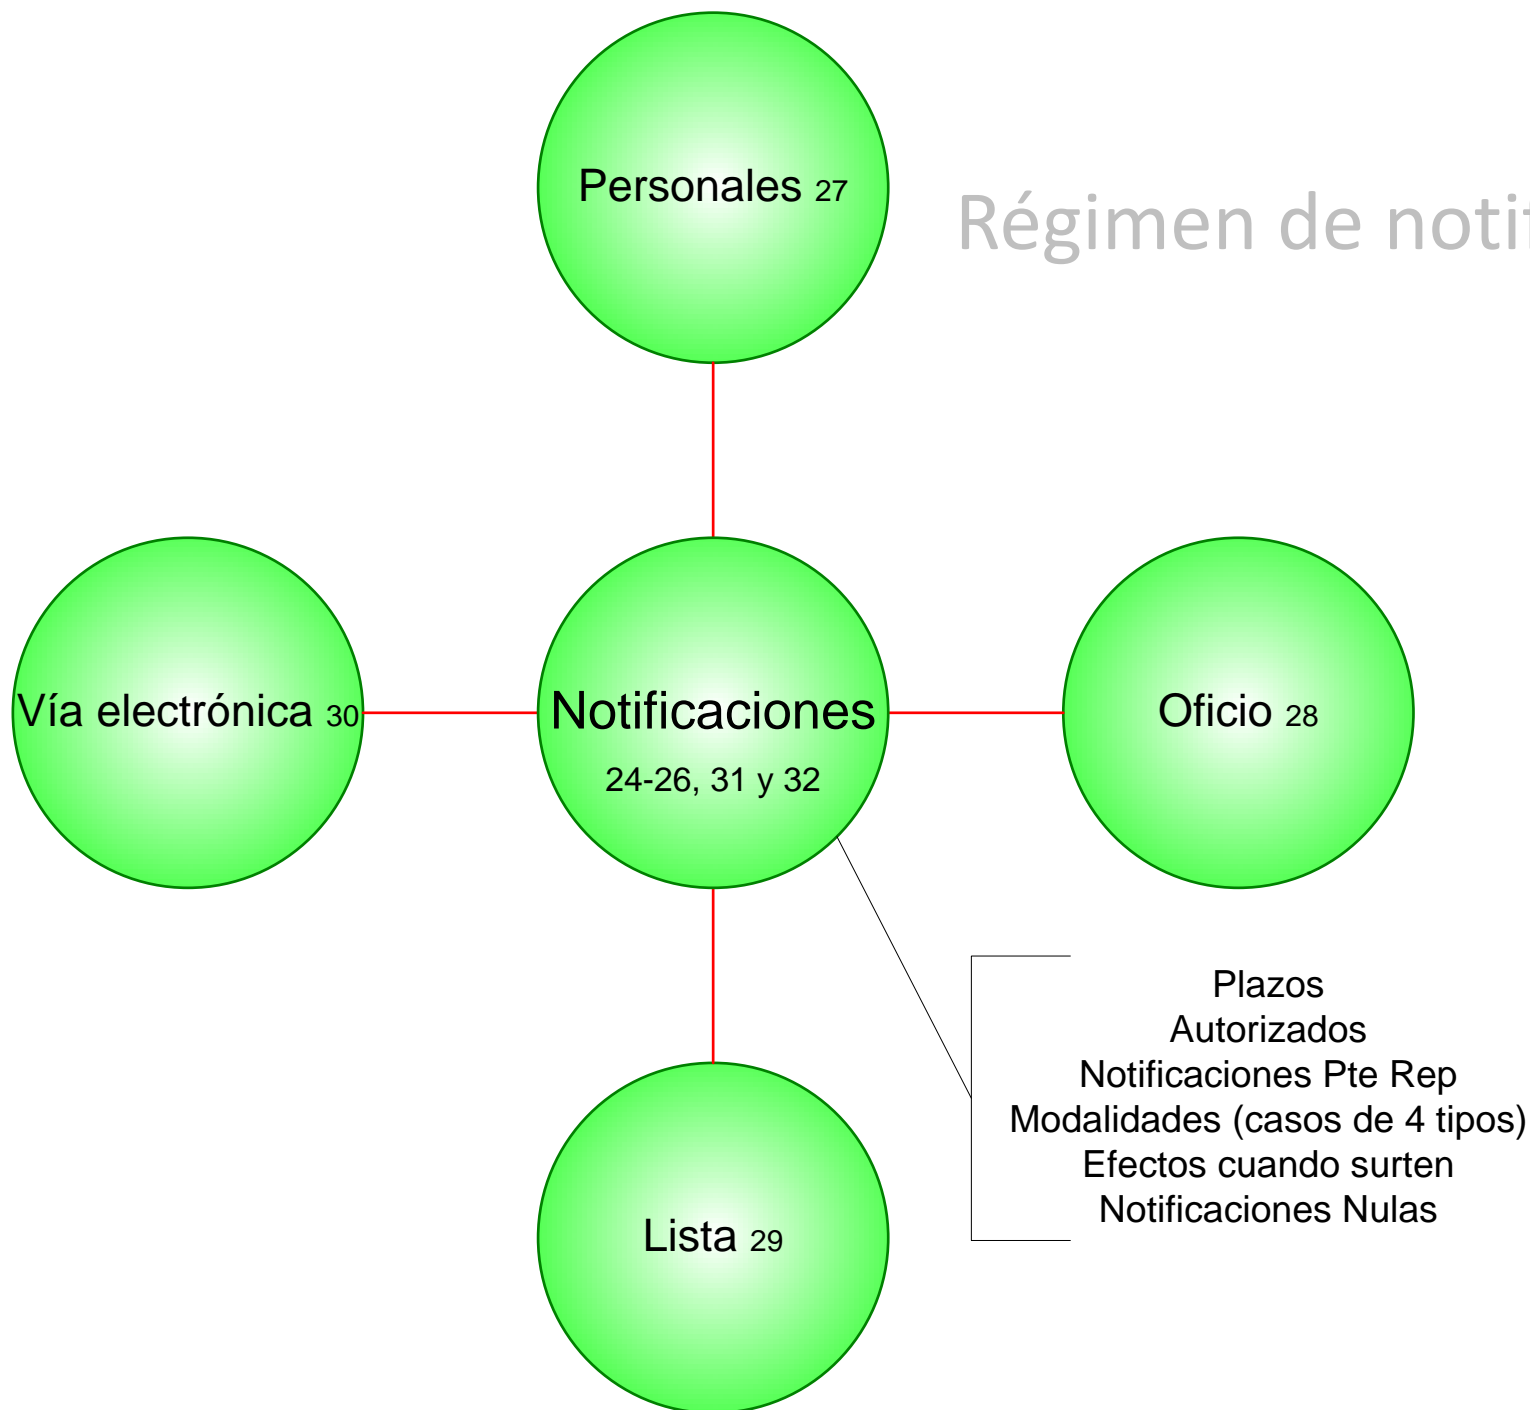 Personales 27
Régimen de notif
Vía electrónica 30
Notificaciones
24-26, 31 y 32
Oficio 28
Plazos
Autorizados
Notificaciones Pte Rep
Modalidades (casos de 4 tipos)
Efectos cuando surten
Notificaciones Nulas
Lista 29